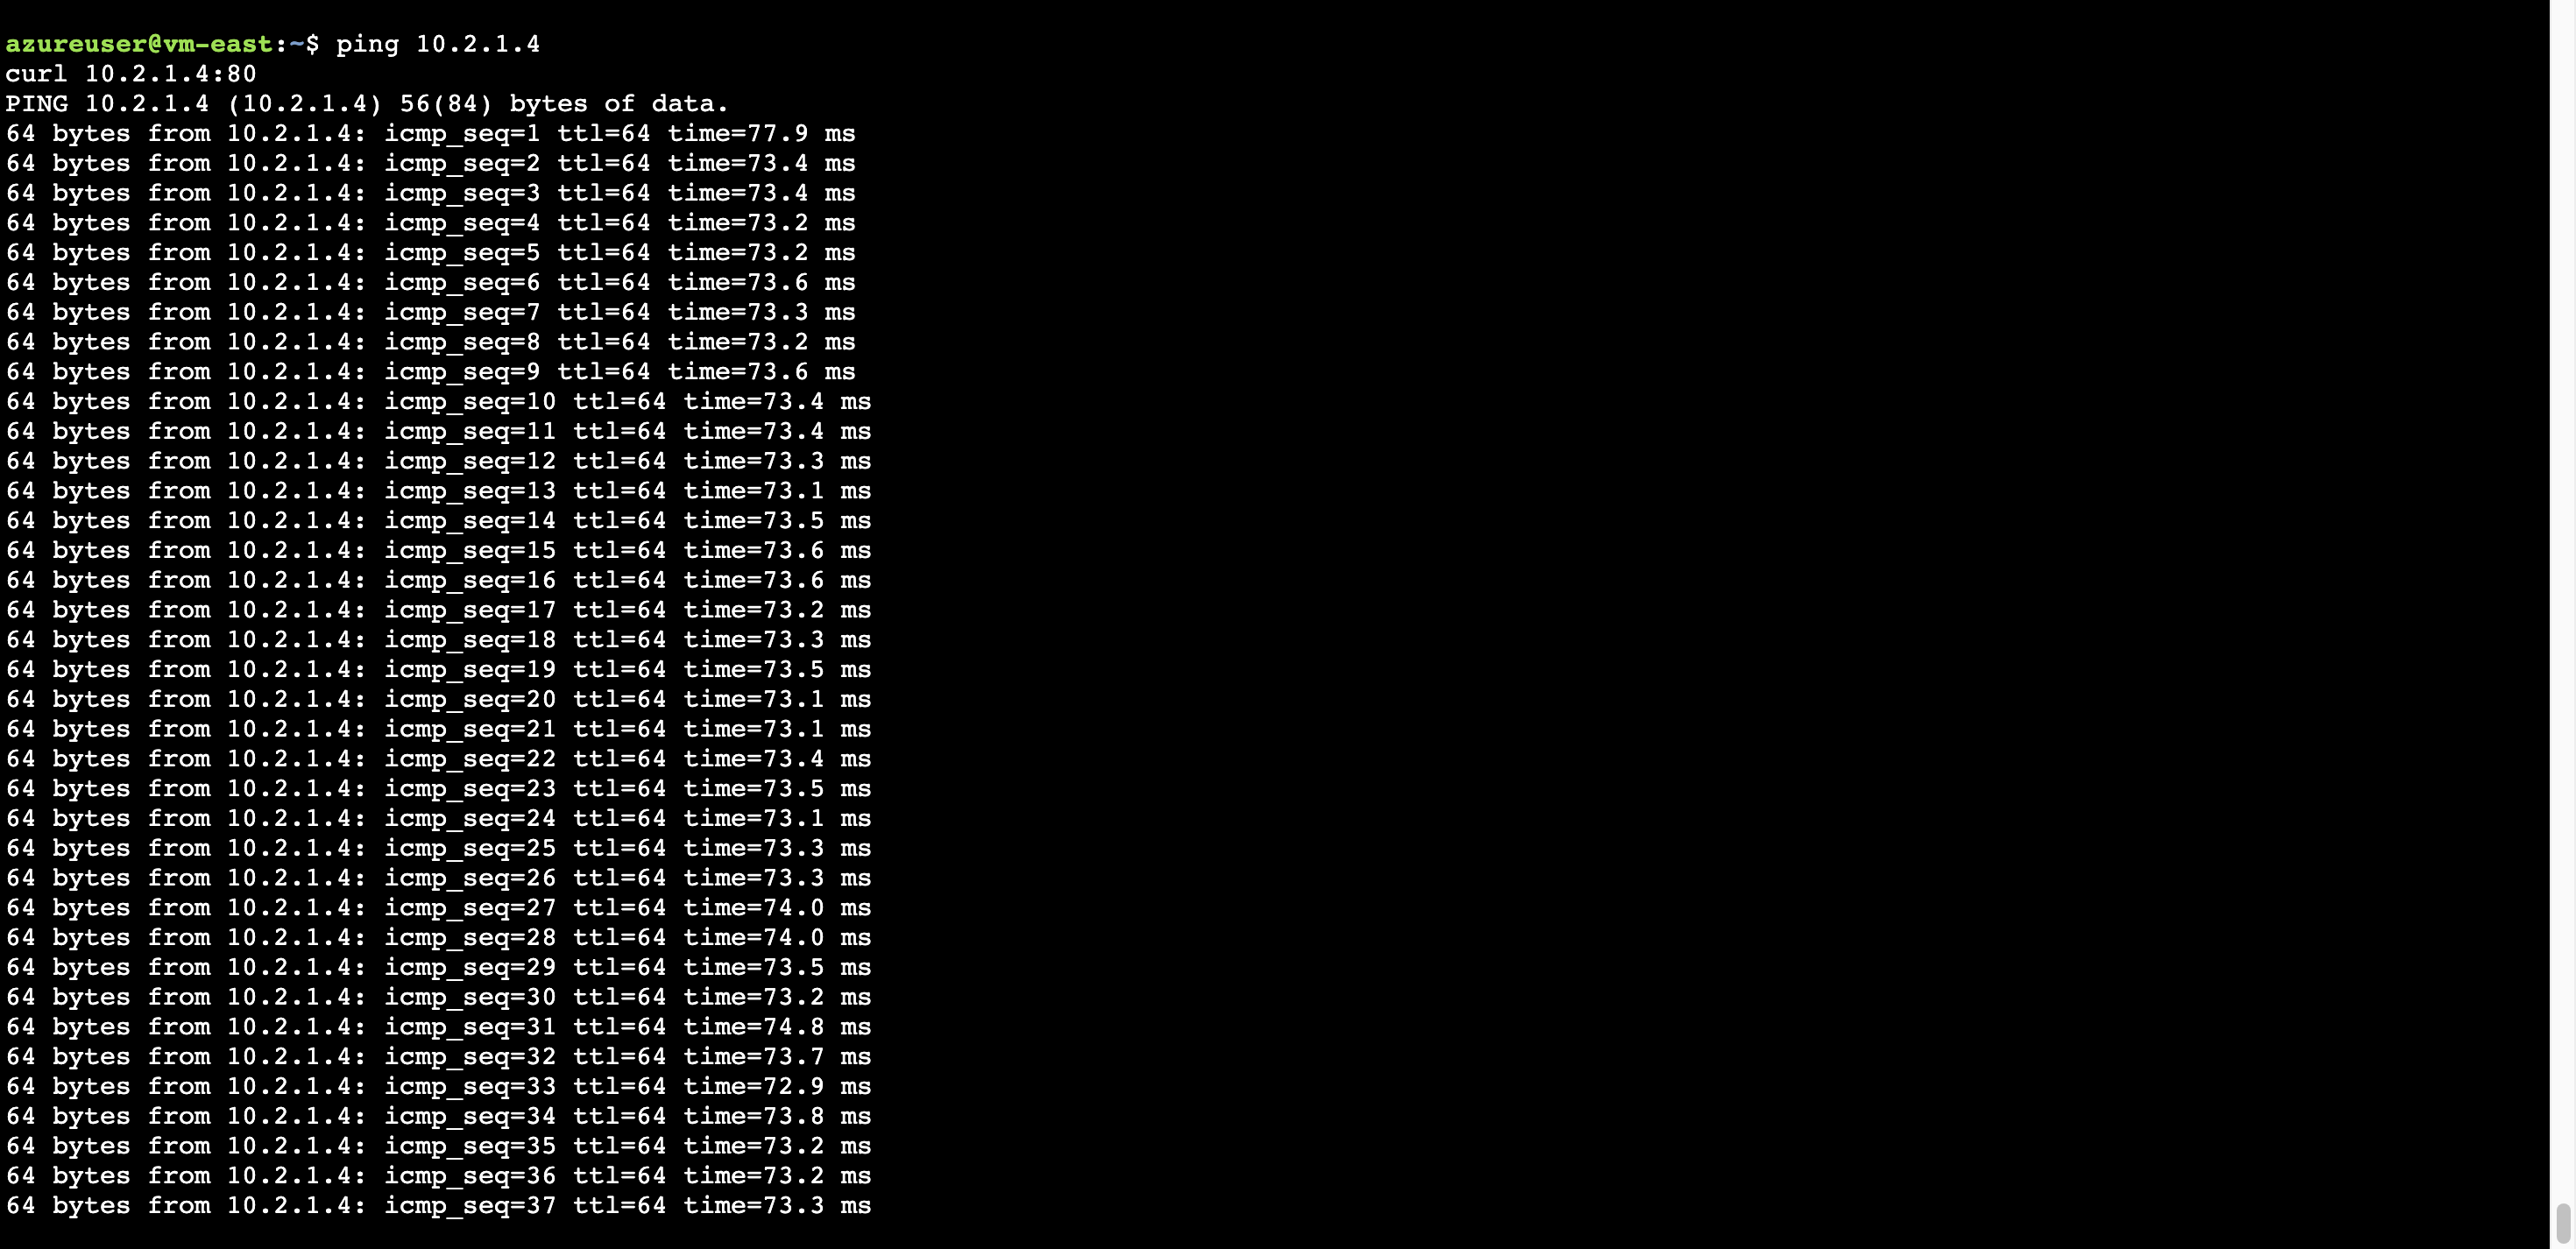 azureuser@vm-east:~$ ping 10.2.1.4
curl 10.2.1.4:80
PING 10.2.1.4 (10.2.1.4) 56(84) bytes of data.
64 bytes from 10.2.1.4: icmp_seq=1 ttl=64 time=77.9 ms
64 bytes from 10.2.1.4: icmp_seq=2 ttl=64 time=73.4 ms
64 bytes from 10.2.1.4: icmp_seq=3 ttl=64 time=73.4 ms
64 bytes from 10.2.1.4: icmp_seq=4 ttl=64 time=73.2 ms
64 bytes from 10.2.1.4: icmp_seq=5 ttl=64 time=73.2 ms
64 bytes from 10.2.1.4: icmp_seq=6 ttl=64 time=73.6 ms
64 bytes from 10.2.1.4: icmp_seq=7 ttl=64 time=73.3 ms
64 bytes from 10.2.1.4: icmp_seq=8 ttl=64 time=73.2 ms
64 bytes from 10.2.1.4: icmp_seq=9 ttl=64 time=73.6 ms
64 bytes from 10.2.1.4: icmp_seq=10 ttl=64 time=73.4 ms
64 bytes from 10.2.1.4: icmp_seq=11 ttl=64 time=73.4 ms
64 bytes from 10.2.1.4: icmp_seq=12 ttl=64 time=73.3 ms
64 bytes from 10.2.1.4: icmp_seq=13 ttl=64 time=73.1 ms
64 bytes from 10.2.1.4: icmp_seq=14 ttl=64 time=73.5 ms
64 bytes from 10.2.1.4: icmp_seq=15 ttl=64 time=73.6 ms
64 bytes from 10.2.1.4: icmp_seq=16 ttl=64 time=73.6 ms
64 bytes from 10.2.1.4: icmp_seq=17 ttl=64 time=73.2 ms
64 bytes from 10.2.1.4: icmp_seq=18 ttl=64 time=73.3 ms
64 bytes from 10.2.1.4: icmp_seq=19 ttl=64 time=73.5 ms
64 bytes from 10.2.1.4: icmp_seq=20 ttl=64 time=73.1 ms
64 bytes from 10.2.1.4: icmp_seq=21 ttl=64 time=73.1 ms
64 bytes from 10.2.1.4: icmp_seq=22 ttl=64 time=73.4 ms
64 bytes from 10.2.1.4: icmp_seq=23 ttl=64 time=73.5 ms
64 bytes from 10.2.1.4: icmp_seq=24 ttl=64 time=73.1 ms
64 bytes from 10.2.1.4: icmp_seq=25 ttl=64 time=73.3 ms
64 bytes from 10.2.1.4: icmp_seq=26 ttl=64 time=73.3 ms
64 bytes from 10.2.1.4: icmp_seq=27 ttl=64 time=74.0 ms
64 bytes from 10.2.1.4: icmp_seq=28 ttl=64 time=74.0 ms
64 bytes from 10.2.1.4: icmp_seq=29 ttl=64 time=73.5 ms
64 bytes from 10.2.1.4: icmp_seq=30 ttl=64 time=73.2 ms
64 bytes from 10.2.1.4: icmp_seq=31 ttl=64 time=74.8 ms
64 bytes from 10.2.1.4: icmp_seq=32 ttl=64 time=73.7 ms
64 bytes from 10.2.1.4: icmp_seq=33 ttl=64 time=72.9 ms
64 bytes from 10.2.1.4: icmp_seq=34 ttl=64 time=73.8 ms
64 bytes from 10.2.1.4: icmp_seq=35 ttl=64 time=73.2 ms
64 bytes from 10.2.1.4: icmp_seq=36 ttl=64 time=73.2 ms
64 bytes from 10.2.1.4: icmp_seq=37 ttl=64 time=73.3 ms